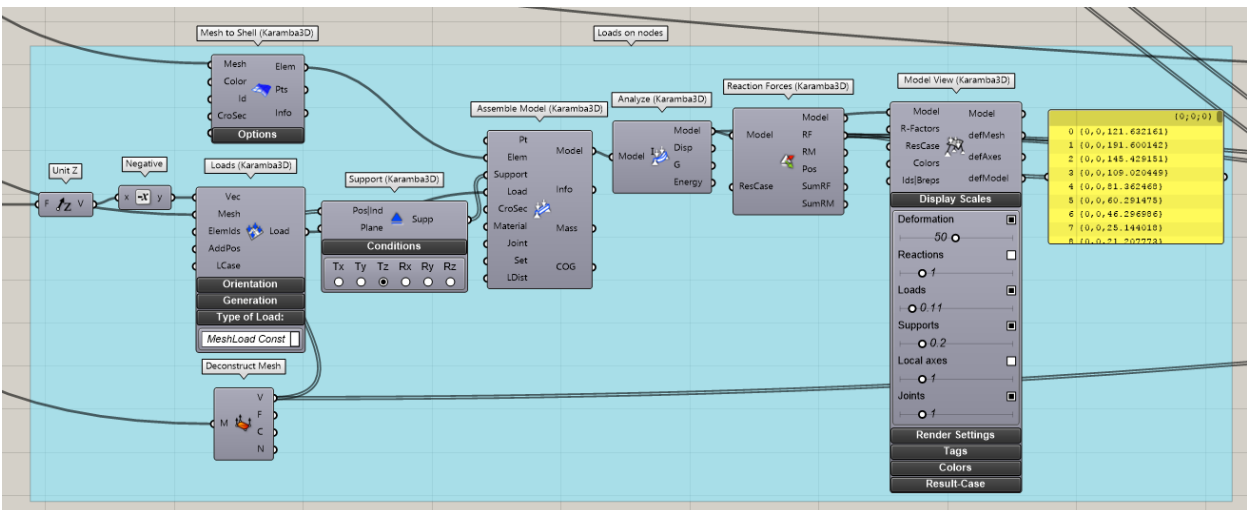 Mesh to Shell (Karamba3D)
Mesh Elem
Color Pts
Id
CroSec Info
Options
Loads on nodes
Unit Z
F Z V
Negative
x -x y
Loads (Karamba3D)
Vec
Mesh
ElemIds Load
AddPos
LCase
Orientation
Generation
Type of Load:
MeshLoad Const
Support (Karamba3D)
Pos|Ind Supp
Plane
Conditions
Tx Ty Tz Rx Ry Rz
Deconstruct Mesh
M V
F
C
N
Assemble Model (Karamba3D)
Pt
Elem Model
Support
Load Info
CroSec
Material Mass
Joint
Set COG
LDist
Analyze (Karamba3D)
Model Model
Disp
G
Energy
Reaction Forces (Karamba3D)
Model Model
RF
RM
Pos
ResCase SumRF
SumRM
Model View (Karamba3D)
Model Model
R-Factors defMesh
ResCase defAxes
Colors
Ids|Breps defModel
Display Scales
Deformation
50
Reactions
1
Loads
0.11
Supports
0.2
Local axes
1
Joints
1
Render Settings
Tags
Colors
Result-Case
{0;0;0}
0 {0,0,121.632161}
1 {0,0,191.600142}
2 {0,0,145.429151}
3 {0,0,109.020449}
4 {0,0,81.362468}
5 {0,0,60.291475}
6 {0,0,46.296986}
7 {0,0,25.144018}
8 {0,0,21.207773}